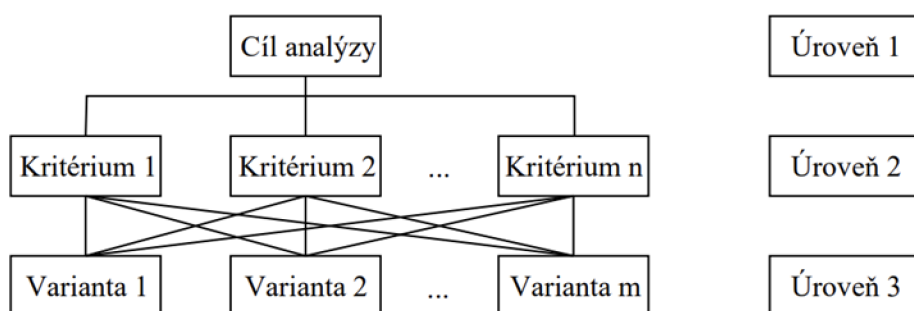 Cíl analýzy Úroveň 1
Kritérium 1 Kritérium 2 ... Kritérium n Úroveň 2
Varianta 1 Varianta 2 ... Varianta m Úroveň 3